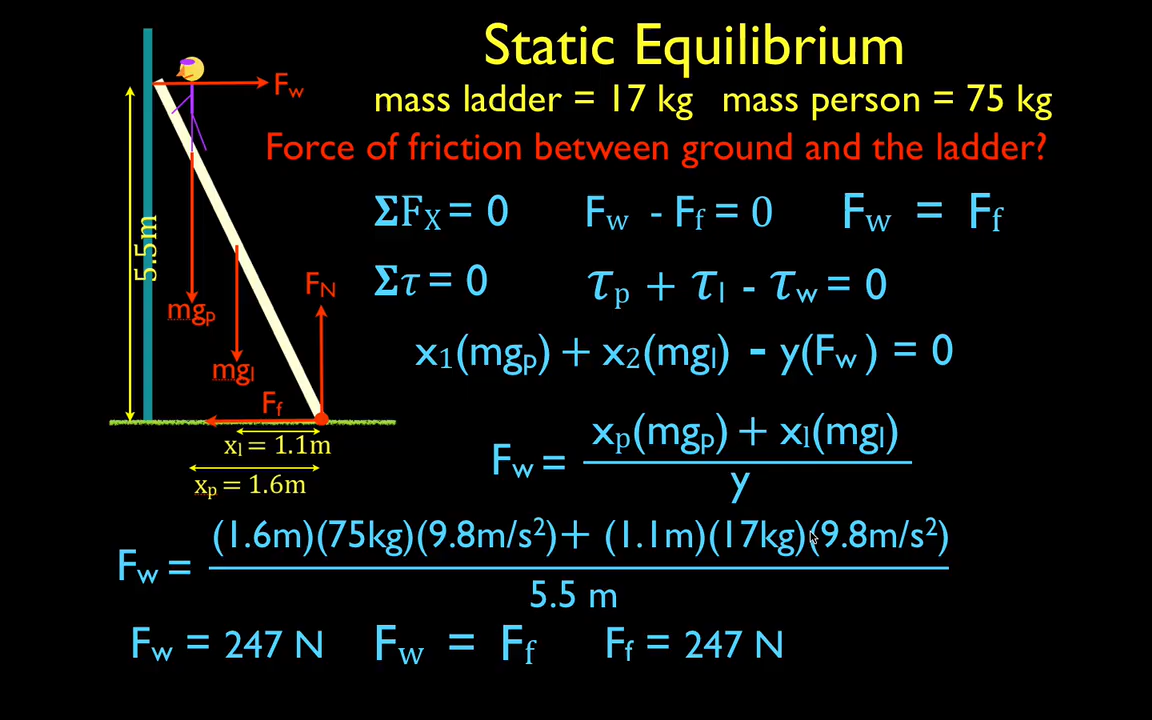 Static Equilibrium
mass ladder = 17 kg mass person = 75 kg
Force of friction between ground and the ladder?
F_w
ΣF_X = 0 F_w - F_f = 0 F_w = F_f
5.5m
Στ = 0 τ_p + τ_l - τ_w = 0
F_N
mg_p
x_1(mg_p) + x_2(mg_l) - y(F_w) = 0
mg_l
F_f
x_l = 1.1m
x_p = 1.6m
F_w = x_p(mg_p) + x_l(mg_l)
y
F_w = (1.6m)(75kg)(9.8m/s²)+ (1.1m)(17kg)(9.8m/s²)
5.5 m
F_w = 247 N F_w = F_f F_f = 247 N